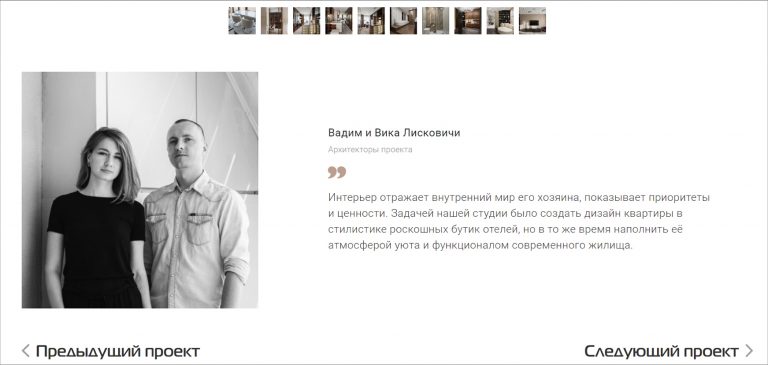 Вадим и Вика Лисковичи
Архитекторы проекта
Интерьер отражает внутренний мир его хозяина, показывает приоритеты
и ценности. Задачей нашей студии было создать дизайн квартиры в
стилистике роскошных бутик отелей, но в то же время наполнить её
атмосферой уюта и функционалом современного жилища.
Предыдущий проект
Следующий проект